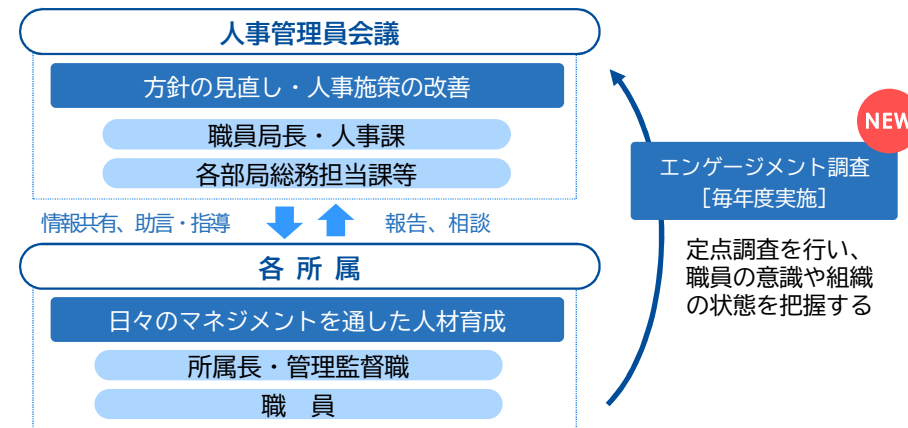 人事管理員会議
方針の見直し・人事施策の改善
職員局長・人事課
各部局総務担当課等
情報共有、助言・指導
報告、相談
各所属
日々のマネジメントを通した人材育成
所属長・管理監督職
職　員
NEW
エンゲージメント調査
［毎年度実施］
定点調査を行い、
職員の意識や組織
の状態を把握する